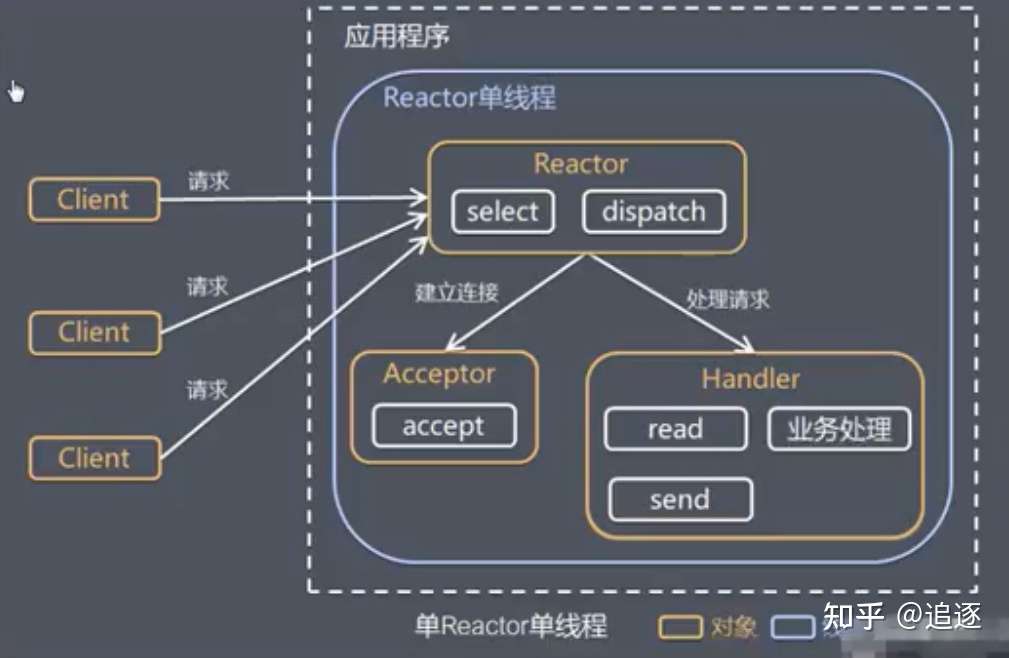 应用程序
Reactor单线程
Reactor
select
dispatch
Client
请求
Client
请求
Client
请求
建立连接
处理请求
Acceptor
accept
Handler
read
业务处理
send
单Reactor单线程
对象
知乎 @追逐